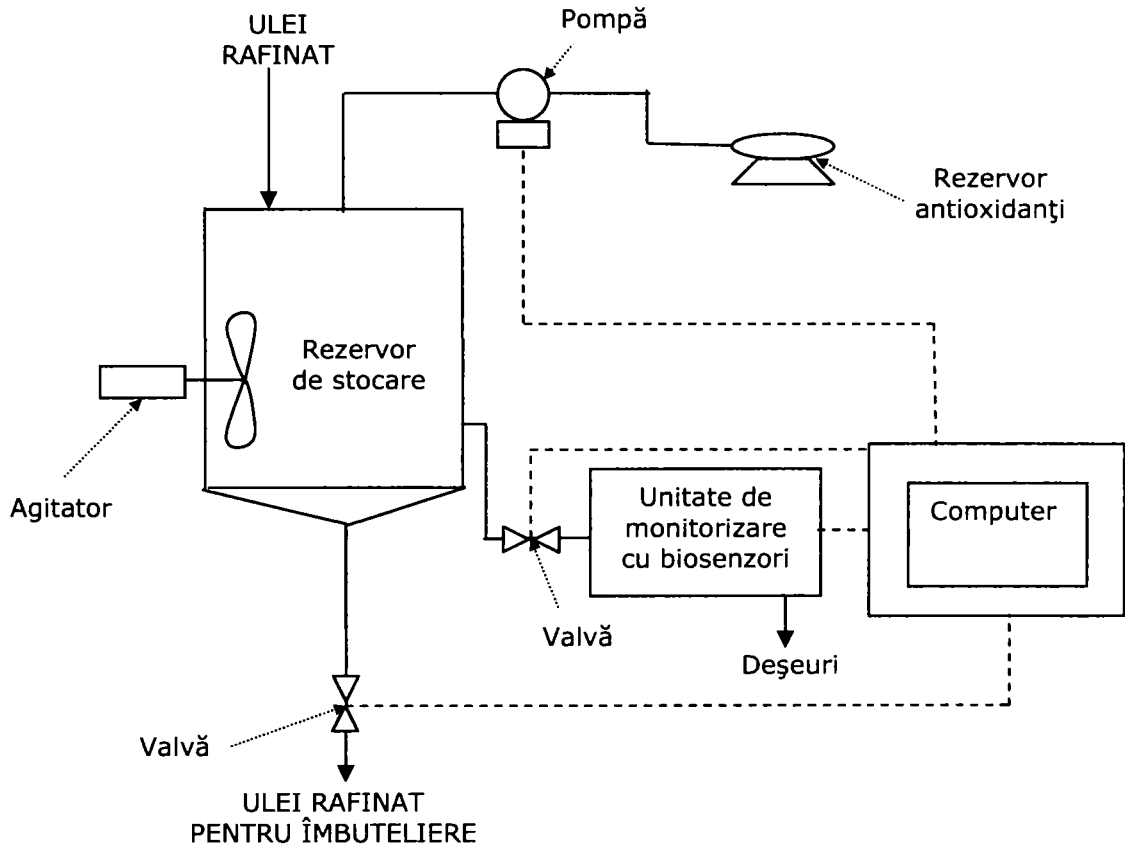 ULEI
RAFINAT
Pompă
Rezervor
antioxidanţi
Rezervor
de stocare
Agitator
Unitate de
monitorizare
cu biosenzori
Computer
Valvă
Deşeuri
Valvă
ULEI RAFINAT
PENTRU ÎMBUTELIERE